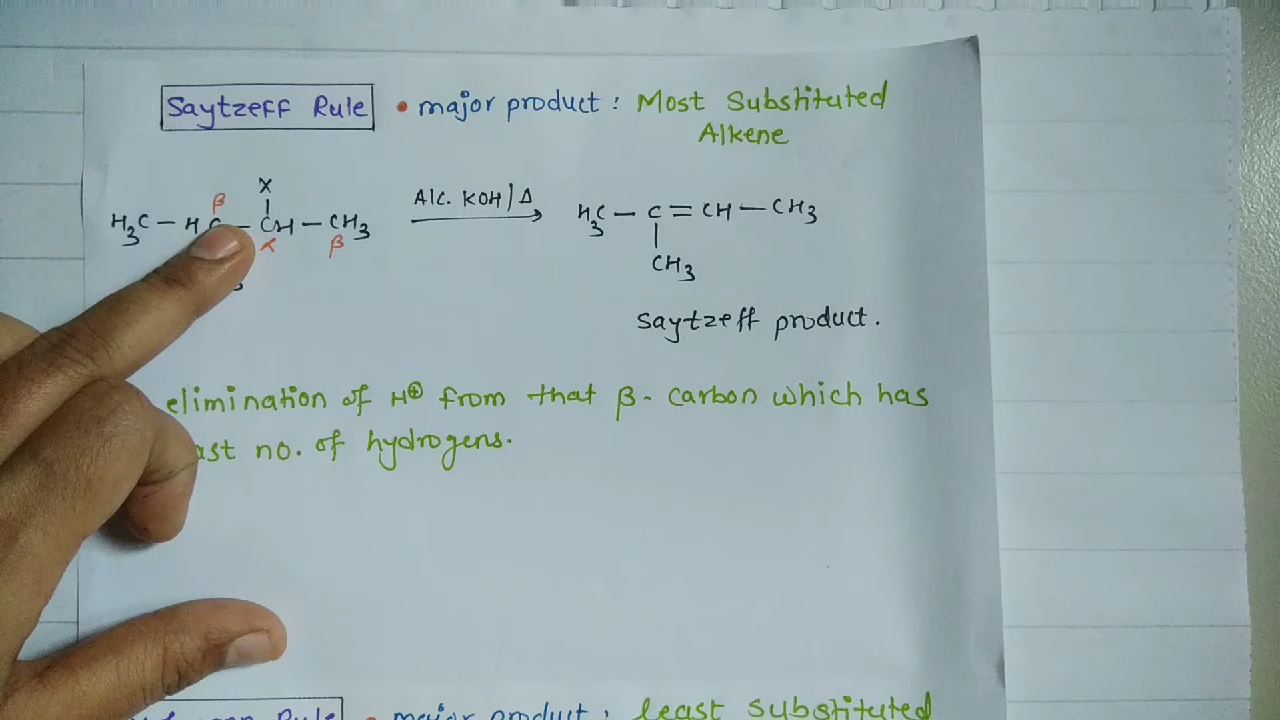 Saytzeff Rule • major product : Most Substituted
Alkene
X
β
H3C – HC – CH – CH3
α β
Alc. KOH / Δ
H3C – C = CH – CH3
|
CH3
Saytzeff product.
elimination of H⊕ from that β- carbon which has
no. of hydrogens.
Rule • major product : least substituted